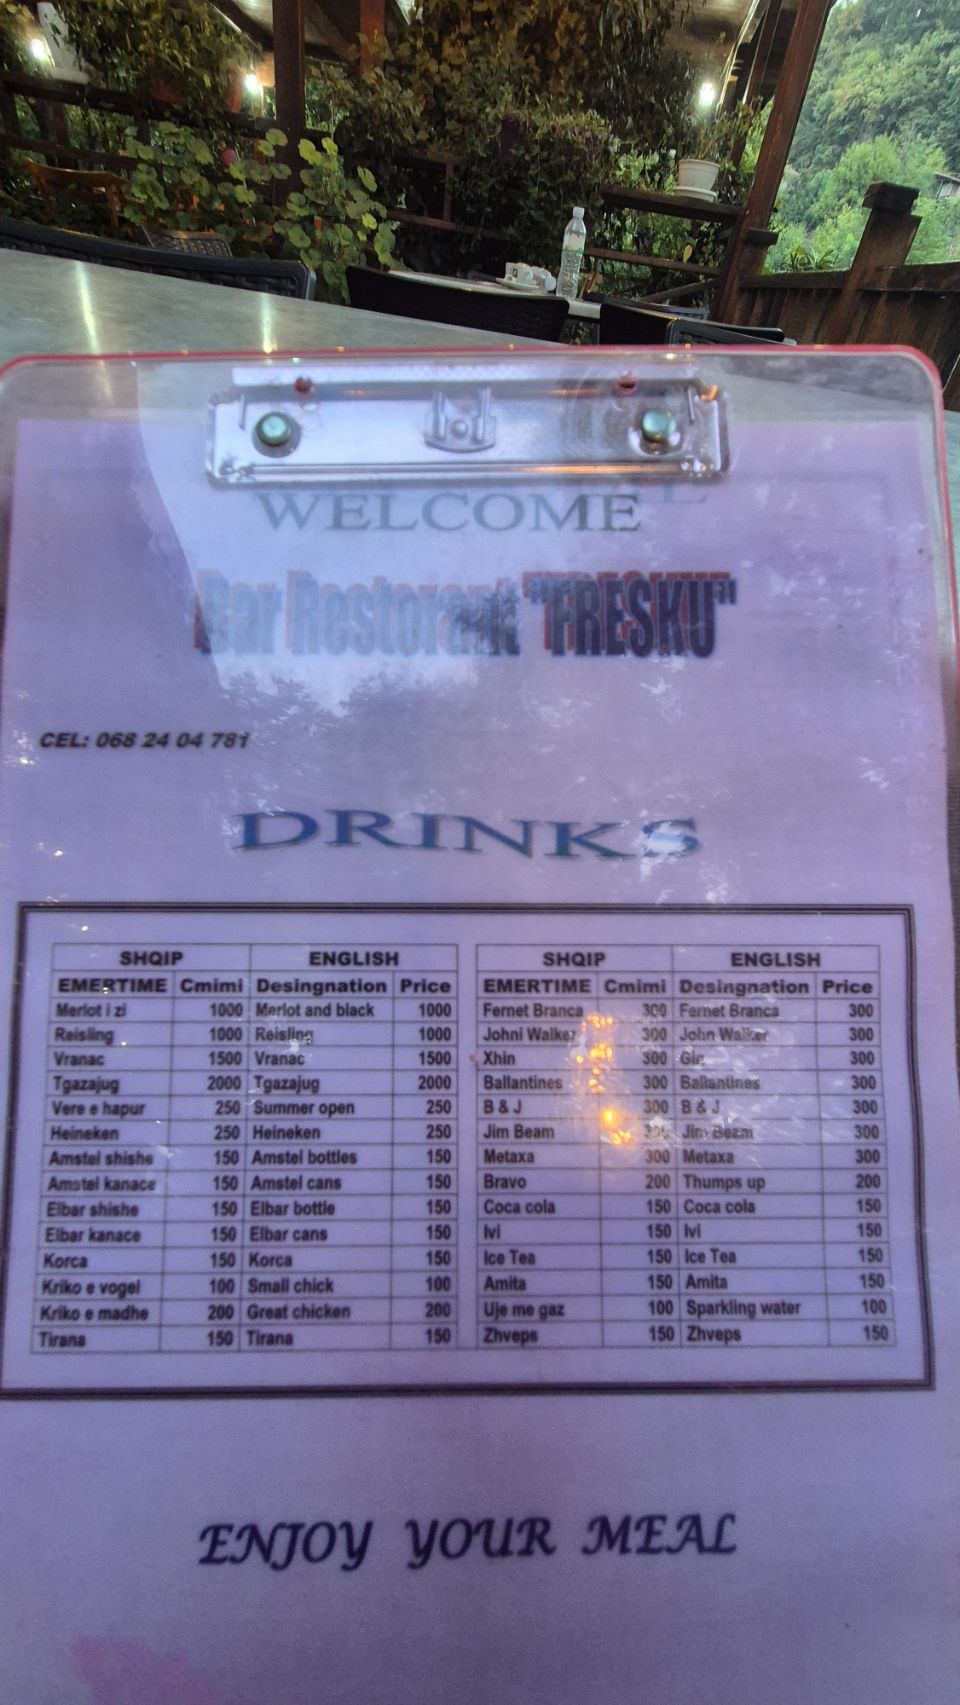 WELCOME
Bar Restorant "FRESKU"
CEL: 068 24 04 781
DRINKS
SHQIP ENGLISH SHQIP ENGLISH
EMERTIME Cmimi Desingnation Price EMERTIME Cmimi Desingnation Price
Merlot i zi 1000 Merlot and black 1000 Fernet Branca 300 Fernet Branca 300
Reisling 1000 Reisling 1000 Johni Walker 300 John Walker 300
Vranac 1500 Vranac 1500 Xhin 300 Gin 300
Tgazajug 2000 Tgazajug 2000 Ballantines 300 Ballantines 300
Vere e hapur 250 Summer open 250 B & J 300 B & J 300
Heineken 250 Heineken 250 Jim Beam 300 Jim Beam 300
Amstel shishe 150 Amstel bottles 150 Metaxa 300 Metaxa 300
Amstel kanace 150 Amstel cans 150 Bravo 200 Thumps up 200
Elbar shishe 150 Elbar bottle 150 Coca cola 150 Coca cola 150
Elbar kanace 150 Elbar cans 150 Ivi 150 Ivi 150
Korca 150 Korca 150 Ice Tea 150 Ice Tea 150
Kriko e vogel 100 Small chick 100 Amita 150 Amita 150
Kriko e madhe 200 Great chicken 200 Uje me gaz 100 Sparkling water 100
Tirana 150 Tirana 150 Zhveps 150 Zhveps 150
ENJOY YOUR MEAL